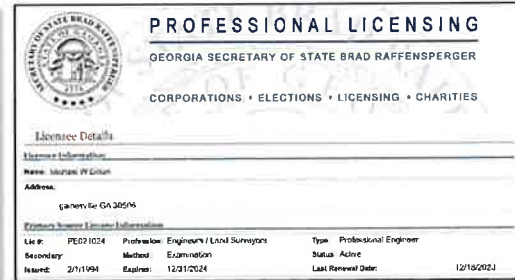 PROFESSIONAL LICENSING
GEORGIA SECRETARY OF STATE BRAD RAFFENSPERGER
CORPORATIONS • ELECTIONS • LICENSING • CHARITIES
Licensee Details
Licensee Information
Name: Michael W
Address:
gainesville GA 30506
Primary Source License Information
Lic #: PE021024 Profession: Engineers / Land Surveyors Type: Professional Engineer
Secondary Method: Examination Status: Active
Issued: 2/1/1994 Expires: 12/31/2024 Last Renewal Date: 12/18/2023